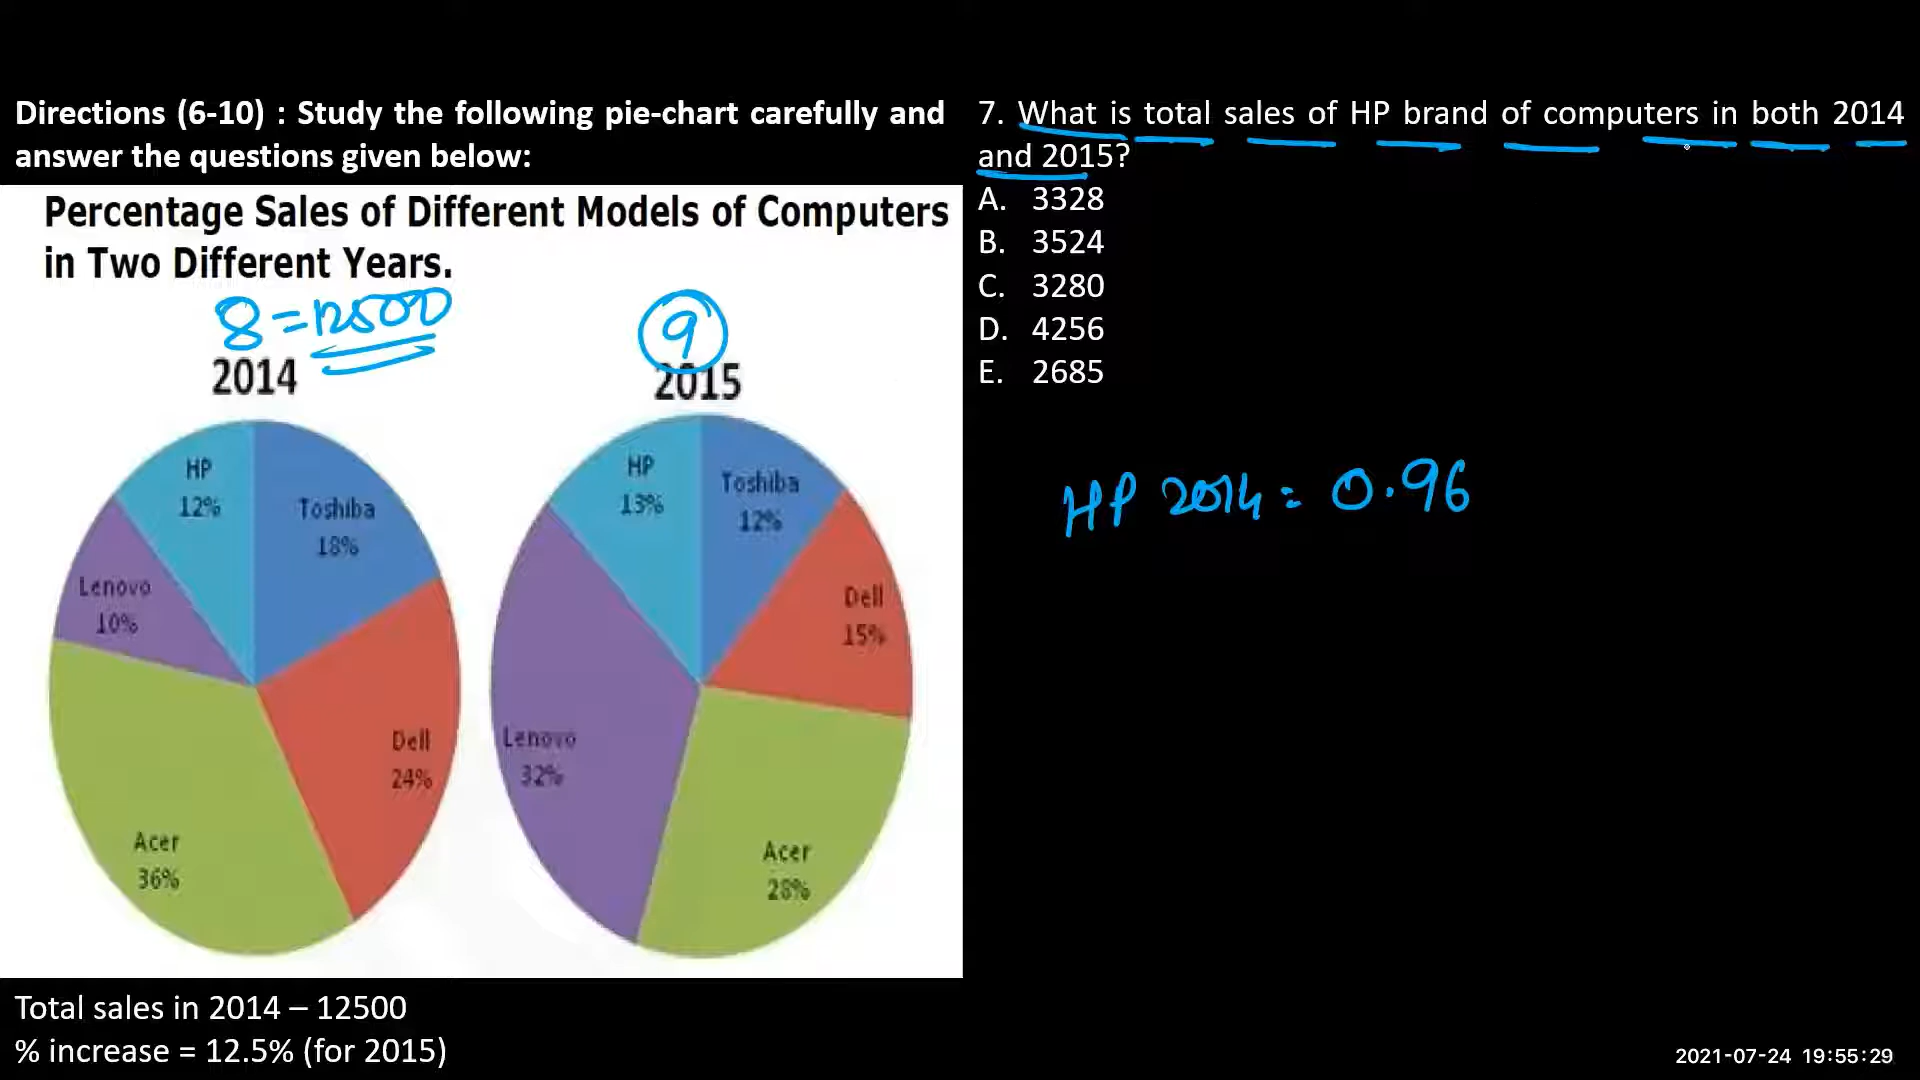 Directions (6-10) : Study the following pie-chart carefully and
answer the questions given below:
Percentage Sales of Different Models of Computers
in Two Different Years.
8 = 12500
9
2014
2015
HP
12%
Toshiba
18%
Lenovo
10%
Dell
24%
Acer
36%
HP
13%
Toshiba
12%
Dell
15%
Lenovo
32%
Acer
28%
Total sales in 2014 – 12500
% increase = 12.5% (for 2015)
7. What is total sales of HP brand of computers in both 2014
and 2015?
A. 3328
B. 3524
C. 3280
D. 4256
E. 2685
HP 2014 = 0.96
2021-07-24 19:55:29